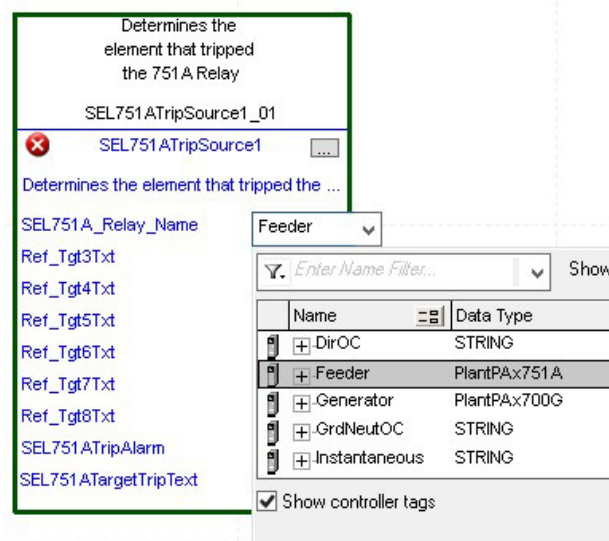 Determines the
element that tripped
the 751A Relay
SEL751ATripSource1_01
SEL751ATripSource1
...
Determines the element that tripped the ...
SEL751A_Relay_Name
Feeder
Ref_Tgt3Txt
Enter Name Filter...
Show
Ref_Tgt4Txt
Ref_Tgt5Txt
Name
Data Type
Ref_Tgt6Txt
DirOC STRING
Ref_Tgt7Txt
Feeder PlantPAx751A
Ref_Tgt8Txt
Generator PlantPAx700G
SEL751ATripAlarm
GrdNeutOC STRING
SEL751ATargetTripText
Instantaneous STRING
Show controller tags